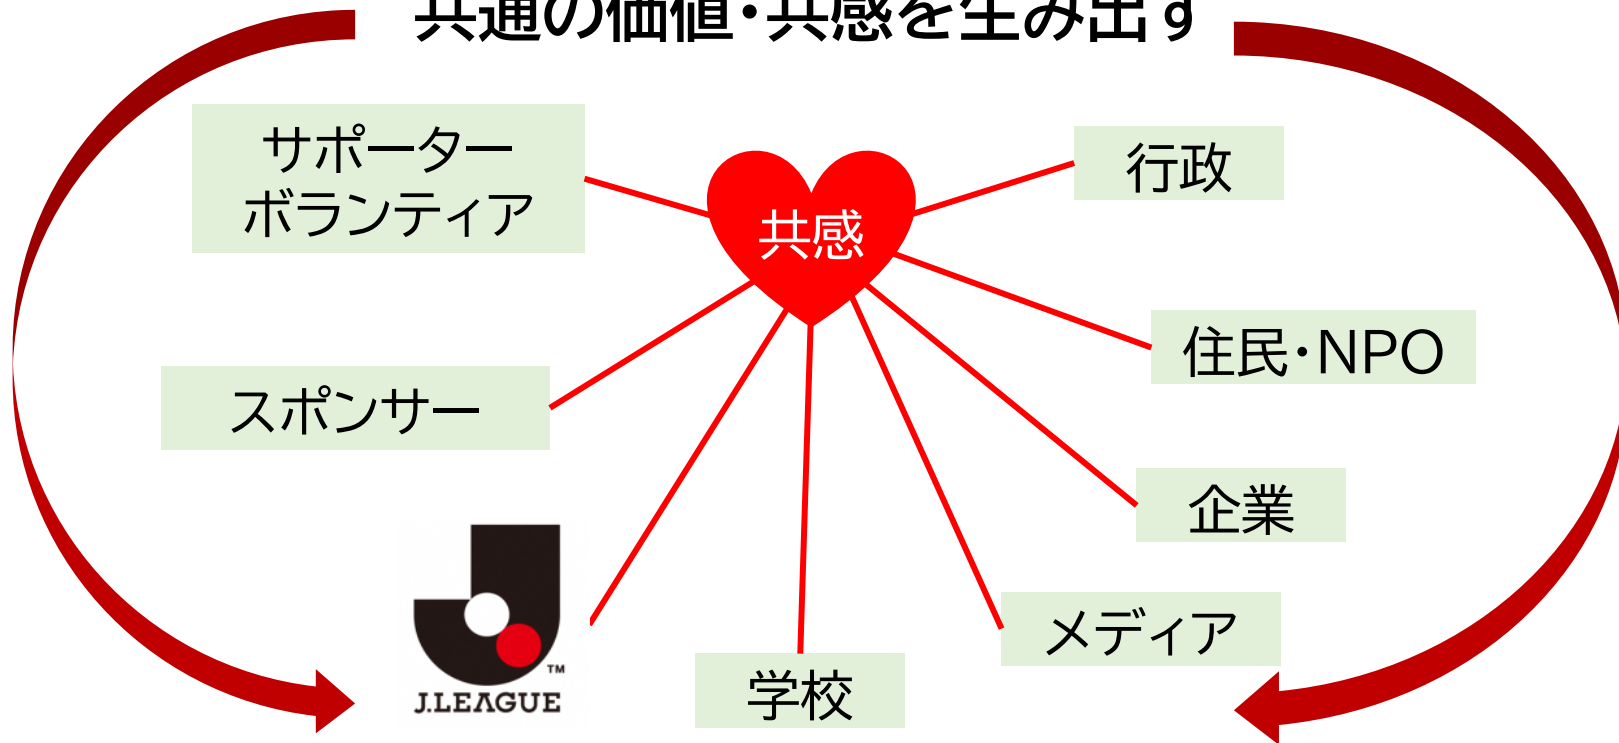 共通の価値・共感を生み出す
サポーター
ボランティア
行政
共感
住民・NPO
スポンサー
企業
メディア
学校
J.LEAGUE
TM